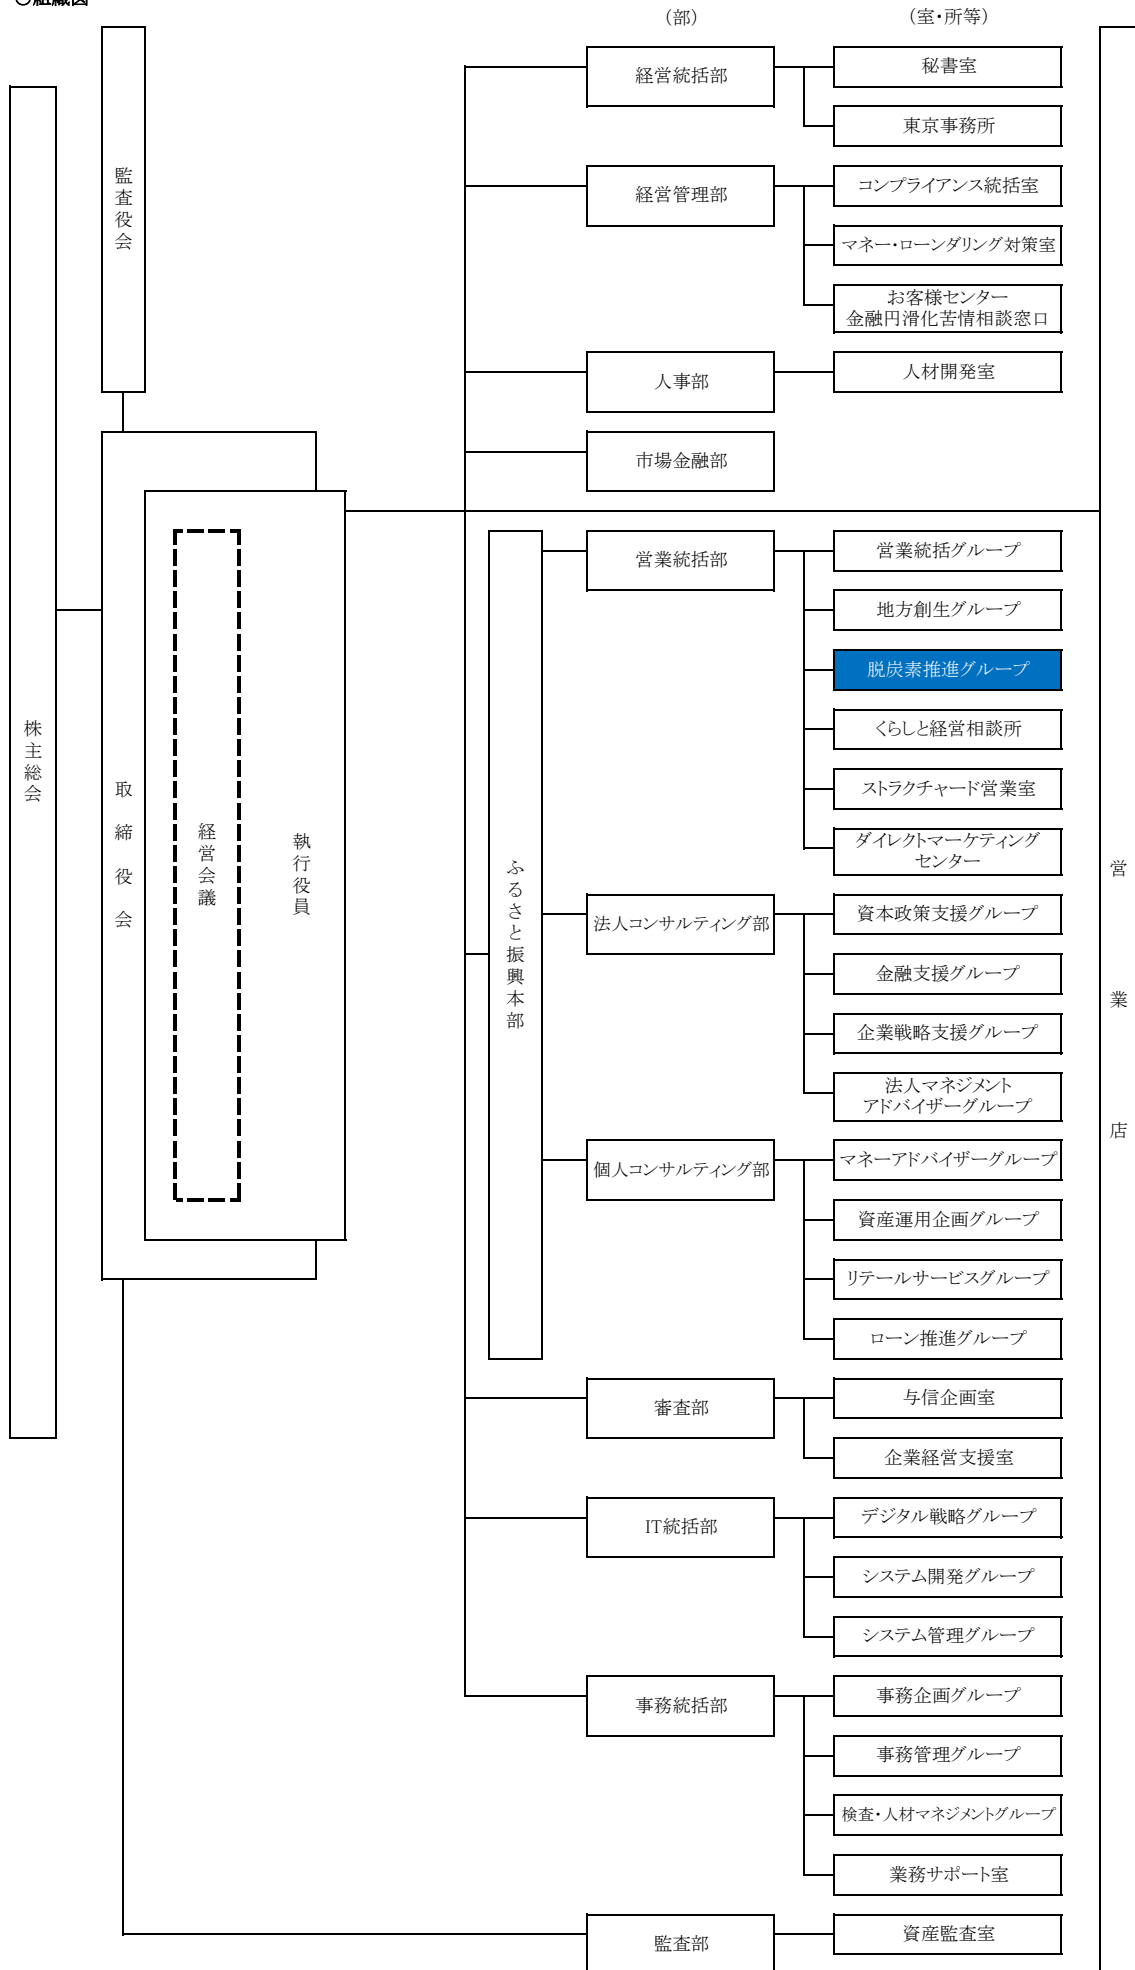 ○組織図
（部）
（室・所等）
経営統括部
秘書室
東京事務所
経営管理部
コンプライアンス統括室
マネー・ローンダリング対策室
お客様センター
金融円滑化苦情相談窓口
人事部
人材開発室
市場金融部
監査役会
株主総会
取締役会
経営会議
執行役員
ふるさと振興本部
営業統括部
営業統括グループ
地方創生グループ
脱炭素推進グループ
くらしと経営相談所
ストラクチャード営業室
ダイレクトマーケティング
センター
法人コンサルティング部
資本政策支援グループ
金融支援グループ
企業戦略支援グループ
法人マネジメント
アドバイザーグループ
個人コンサルティング部
マネーアドバイザーグループ
資産運用企画グループ
リテールサービスグループ
ローン推進グループ
審査部
与信企画室
企業経営支援室
IT統括部
デジタル戦略グループ
システム開発グループ
システム管理グループ
事務統括部
事務企画グループ
事務管理グループ
検査・人材マネジメントグループ
業務サポート室
監査部
資産監査室
営業店